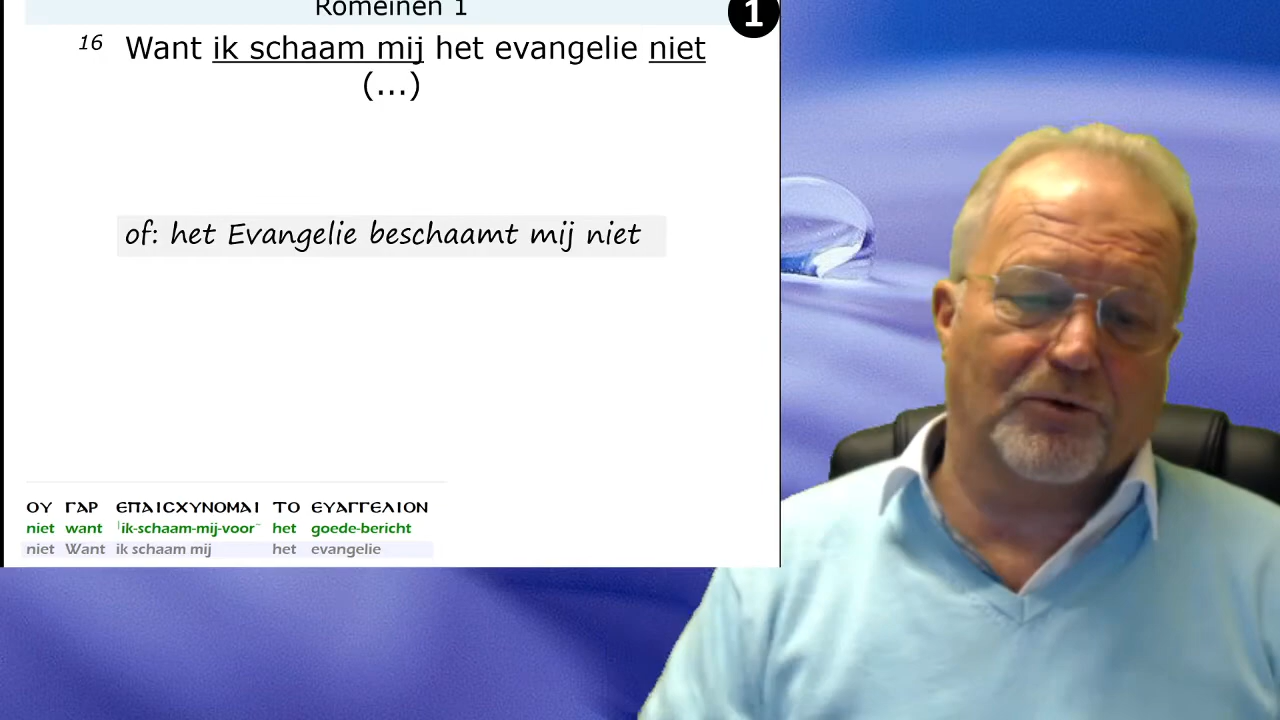 Romeinen 1
1
16 Want ik schaam mij het evangelie niet
(...)
of: het Evangelie beschaamt mij niet
ΟΥ ΓΑΡ ΕΠΑΙϹΧΥΝΟΜΑΙ ΤΟ ΕΥΑΓΓΕΛΙΟΝ
niet want |ik-schaam-mij-voor⁻ het goede-bericht
niet Want ik schaam mij het evangelie